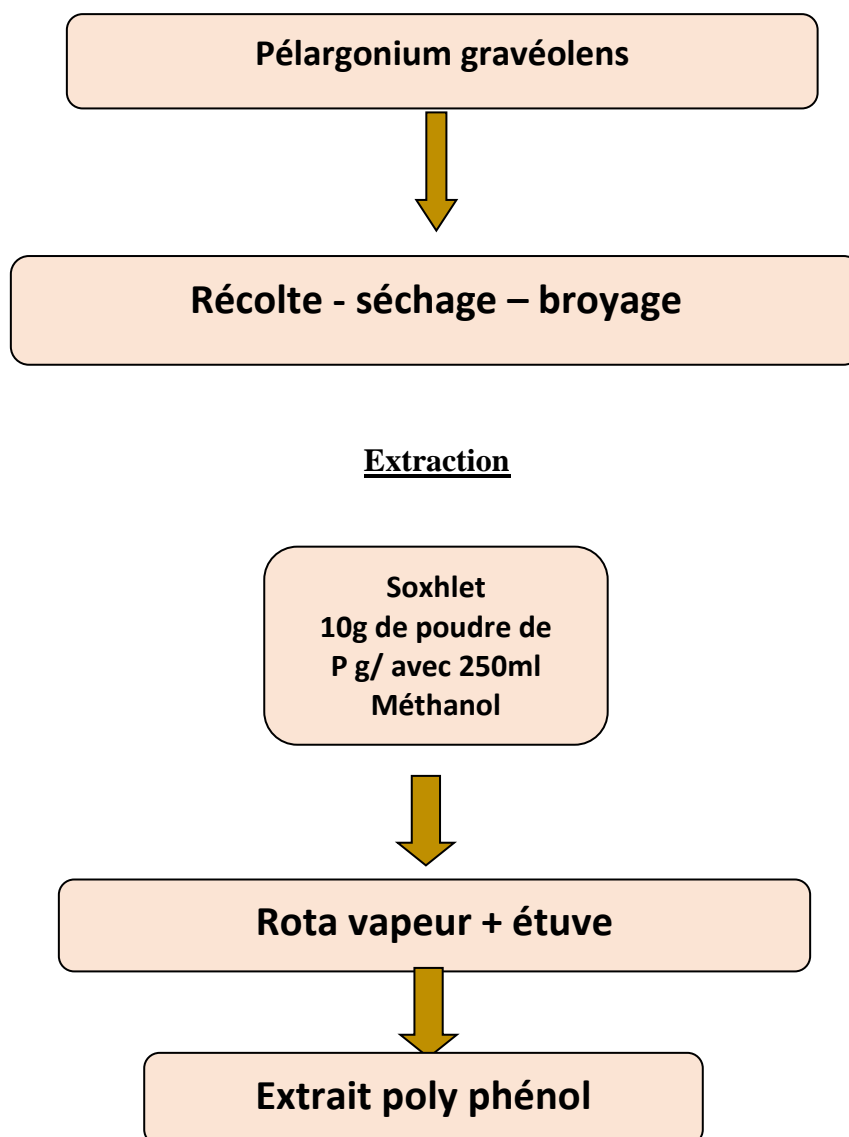 Pélargonium gravéolens
Récolte - séchage – broyage
Extraction
Soxhlet
10g de poudre de
P g/ avec 250ml
Méthanol
Rota vapeur + étuve
Extrait poly phénol